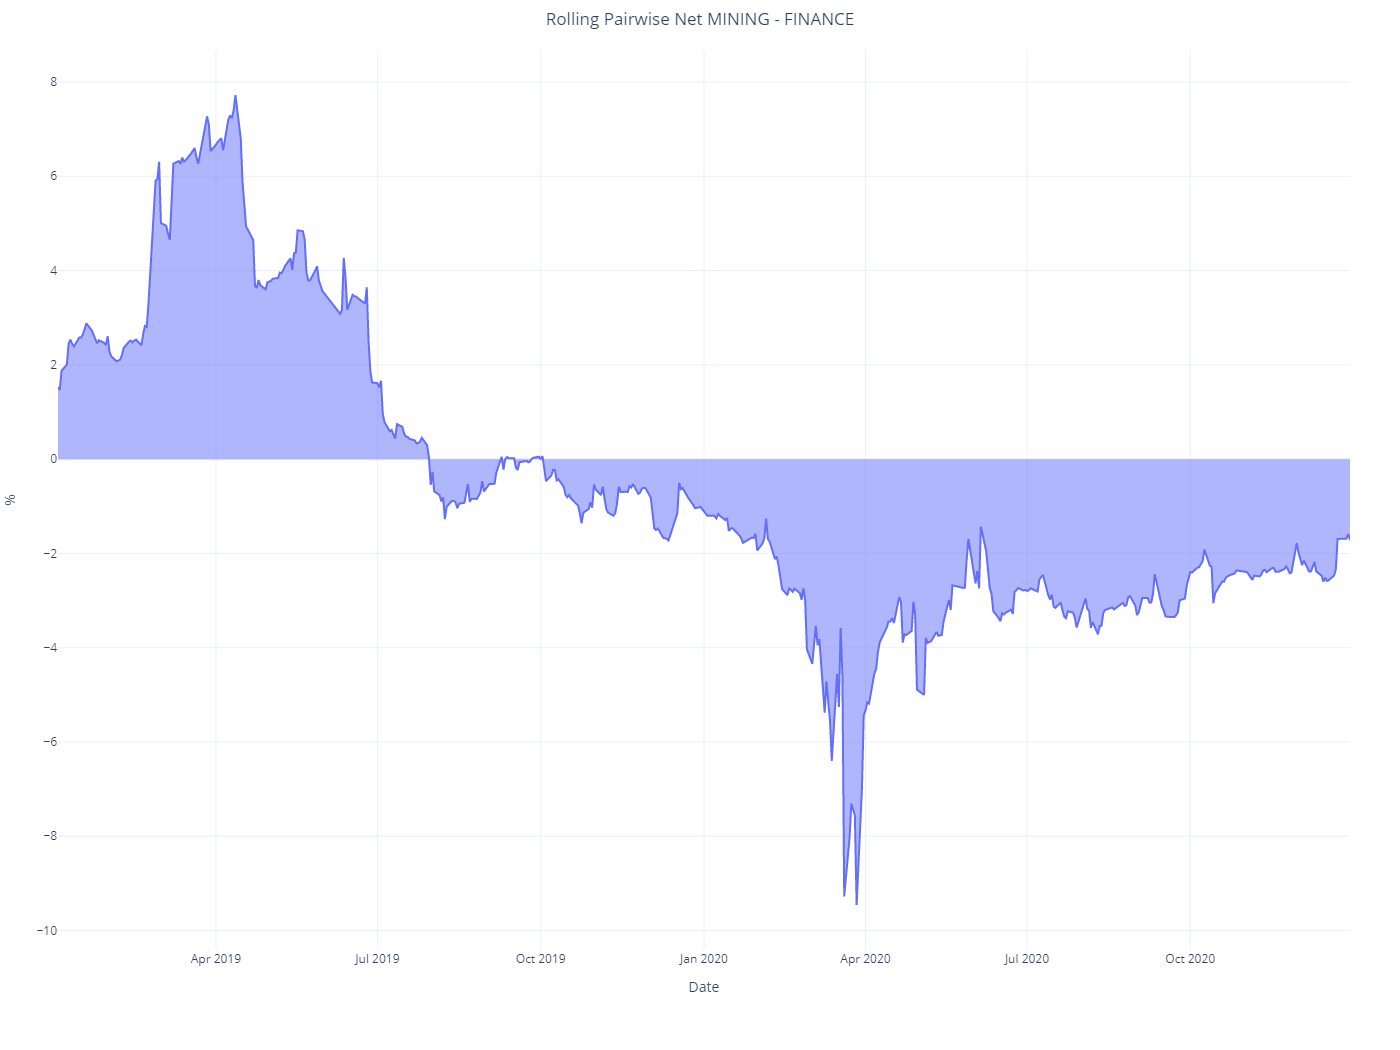 Rolling Pairwise Net MINING - FINANCE
8
6
4
2
0
−2
−4
−6
−8
−10
%
Apr 2019
Jul 2019
Oct 2019
Jan 2020
Apr 2020
Jul 2020
Oct 2020
Date